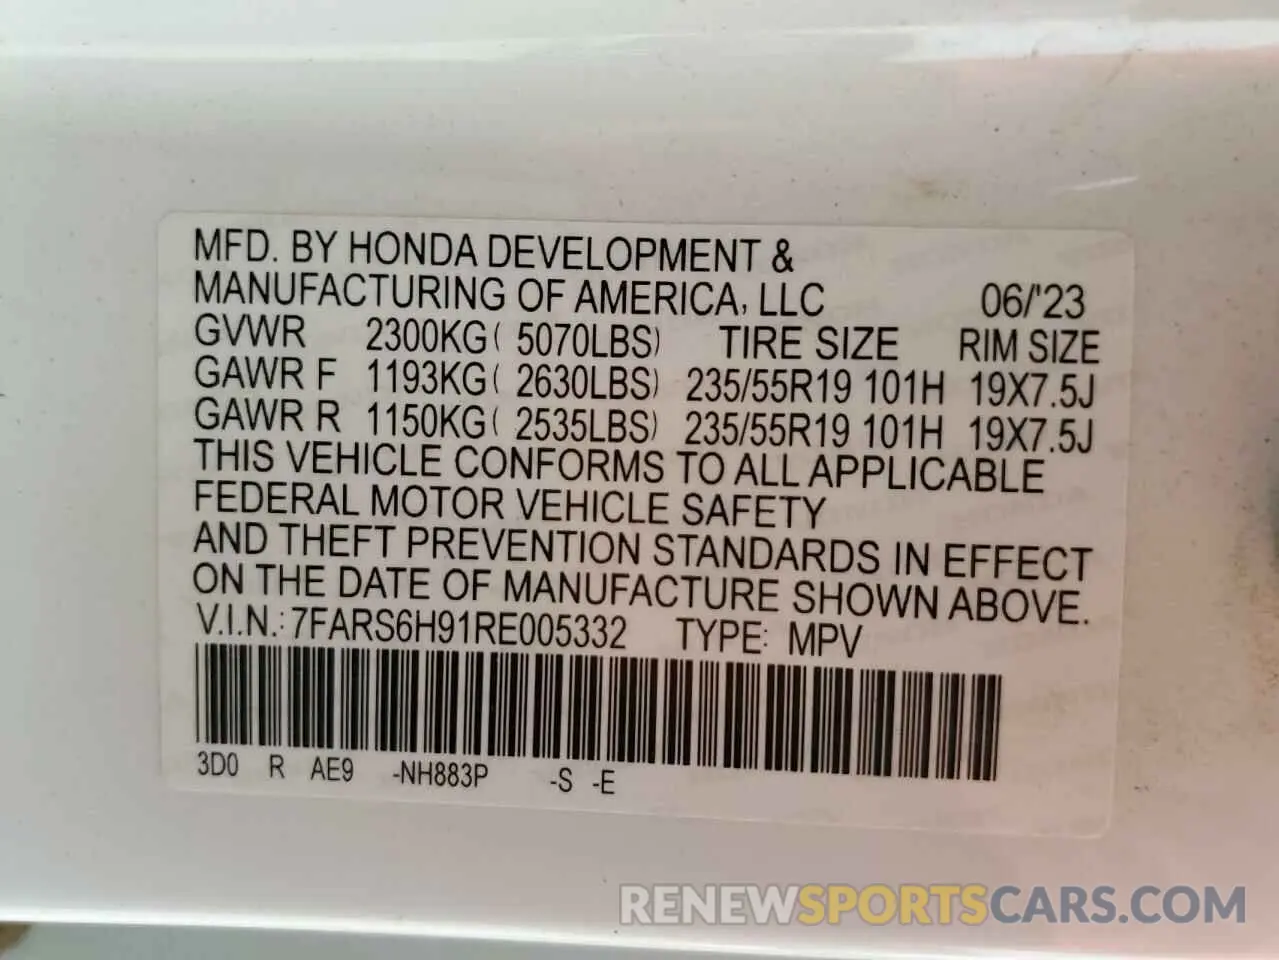 MFD. BY HONDA DEVELOPMENT &
MANUFACTURING OF AMERICA, LLC 06/'23
GVWR 2300KG( 5070LBS) TIRE SIZE RIM SIZE
GAWR F 1193KG( 2630LBS) 235/55R19 101H 19X7.5J
GAWR R 1150KG( 2535LBS) 235/55R19 101H 19X7.5J
THIS VEHICLE CONFORMS TO ALL APPLICABLE
FEDERAL MOTOR VEHICLE SAFETY
AND THEFT PREVENTION STANDARDS IN EFFECT
ON THE DATE OF MANUFACTURE SHOWN ABOVE.
V.I.N.: 7FARS6H91RE005332 TYPE: MPV
3D0 R AE9 -NH883P -S -E
RENEWSPORTSCARS.COM